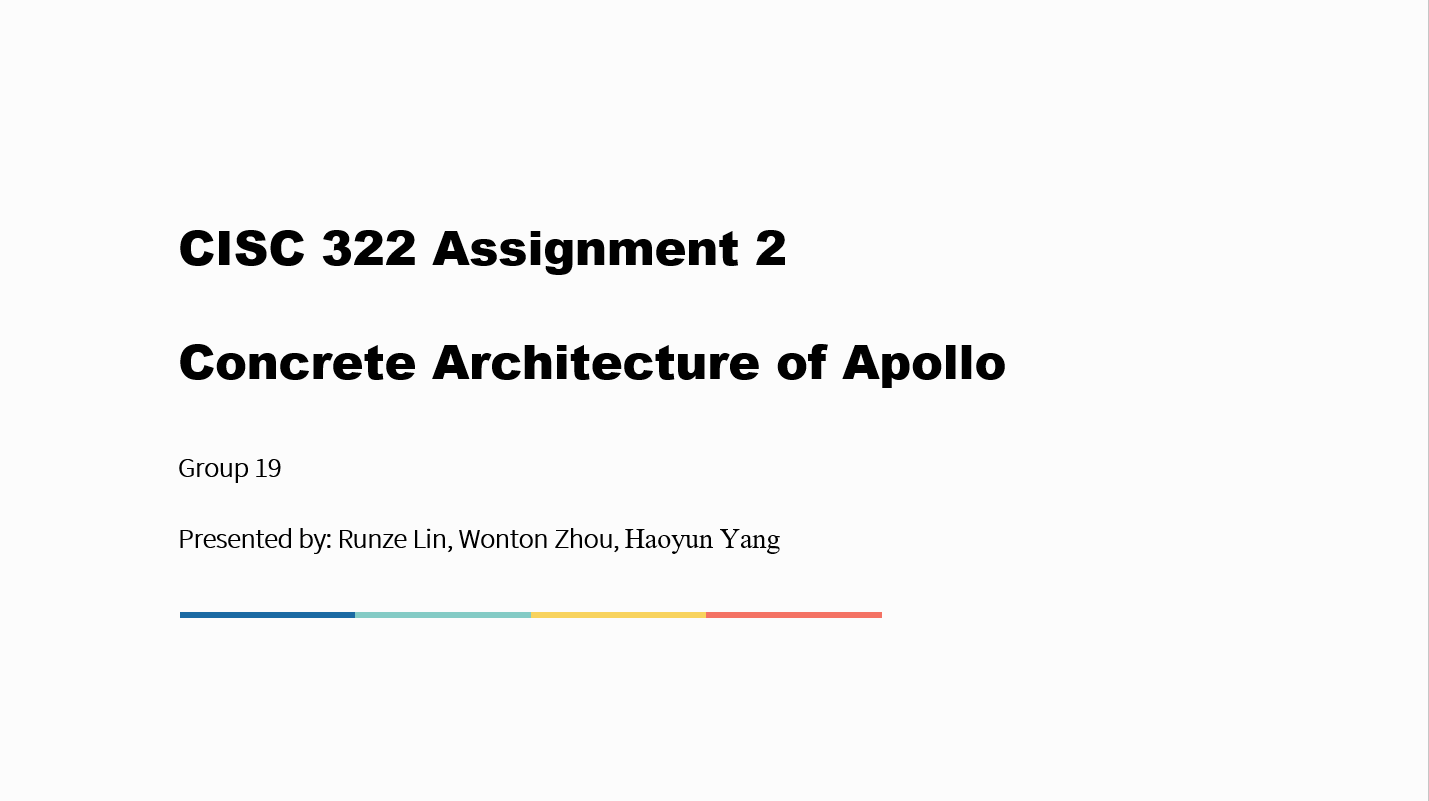 CISC 322 Assignment 2
Concrete Architecture of Apollo
Group 19
Presented by: Runze Lin, Wonton Zhou, Haoyun Yang